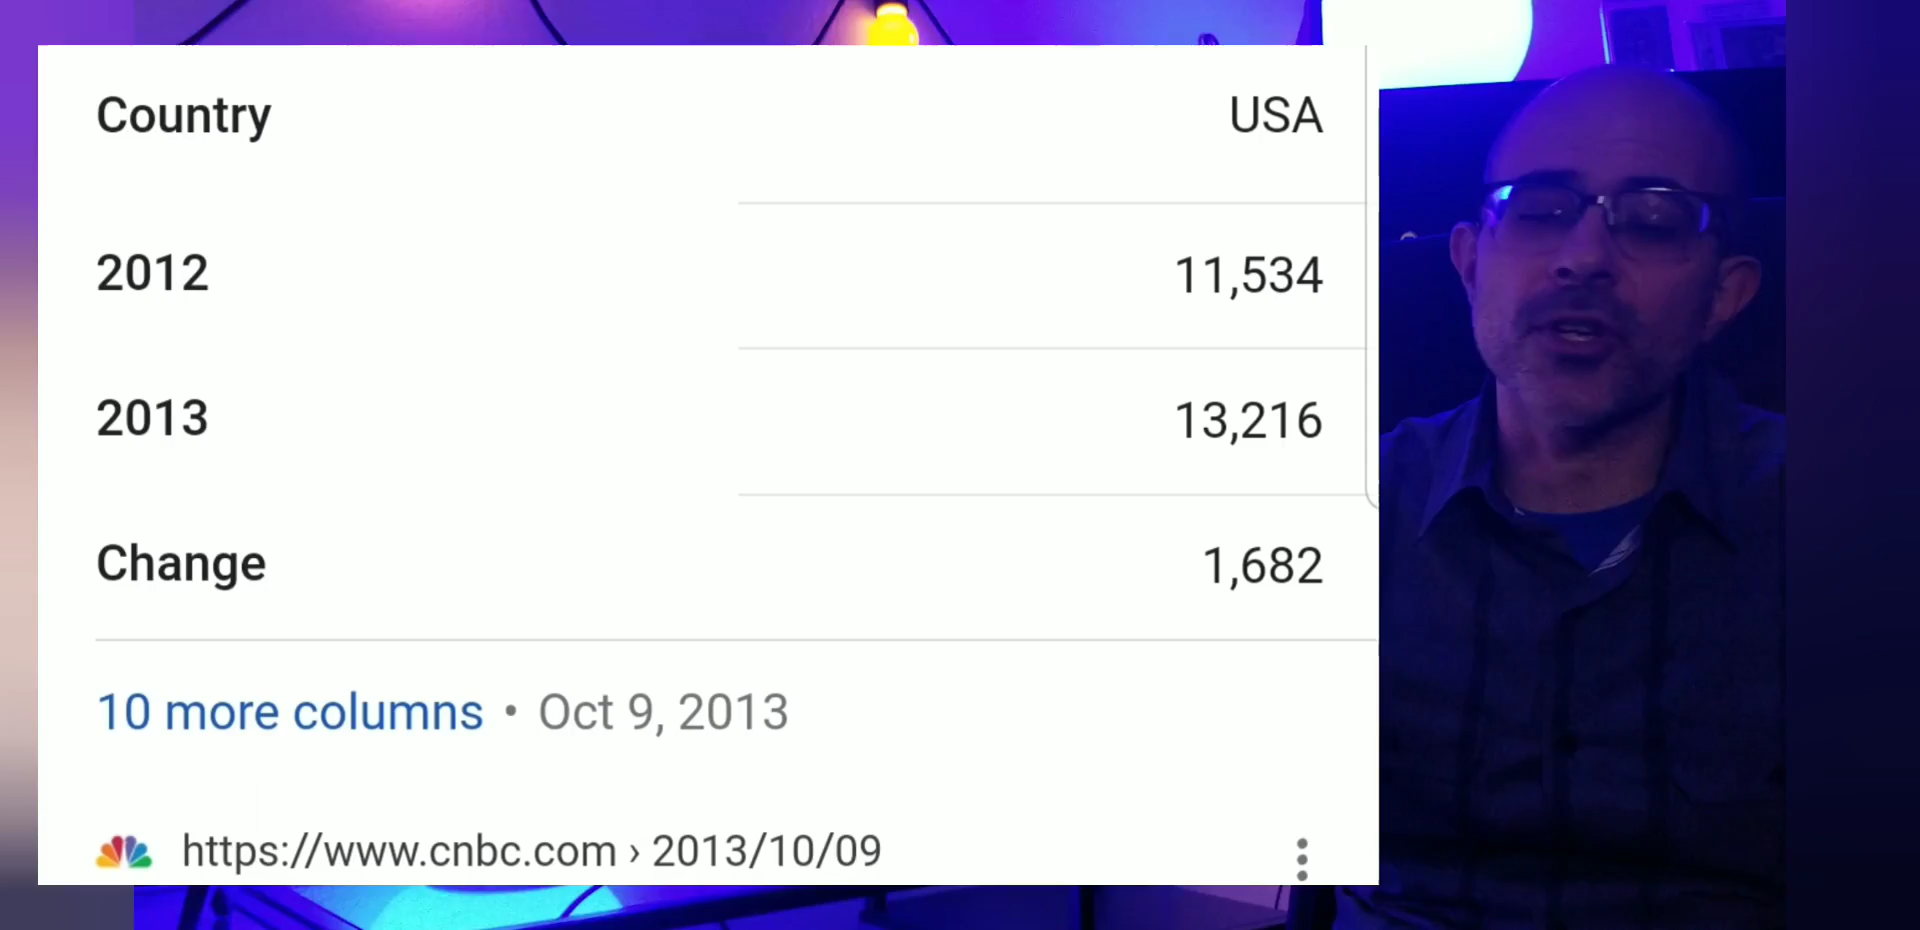 Country USA
2012 11,534
2013 13,216
Change 1,682
10 more columns • Oct 9, 2013
https://www.cnbc.com › 2013/10/09